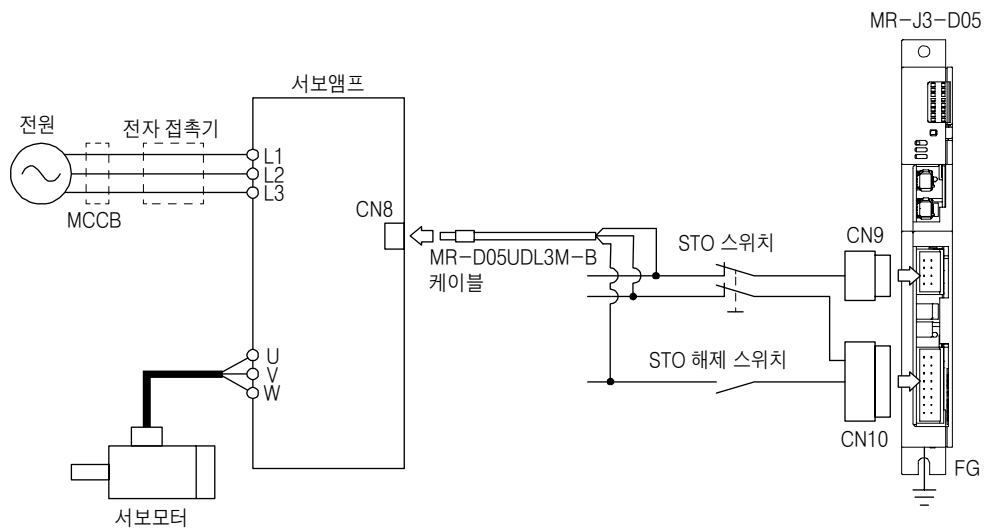 MR-J3-D05
서보앰프
전원
전자 접촉기
L1
L2
L3
MCCB
CN8
MR-D05UDL3M-B
케이블
STO 스위치
CN9
STO 해제 스위치
CN10
U
V
W
FG
서보모터